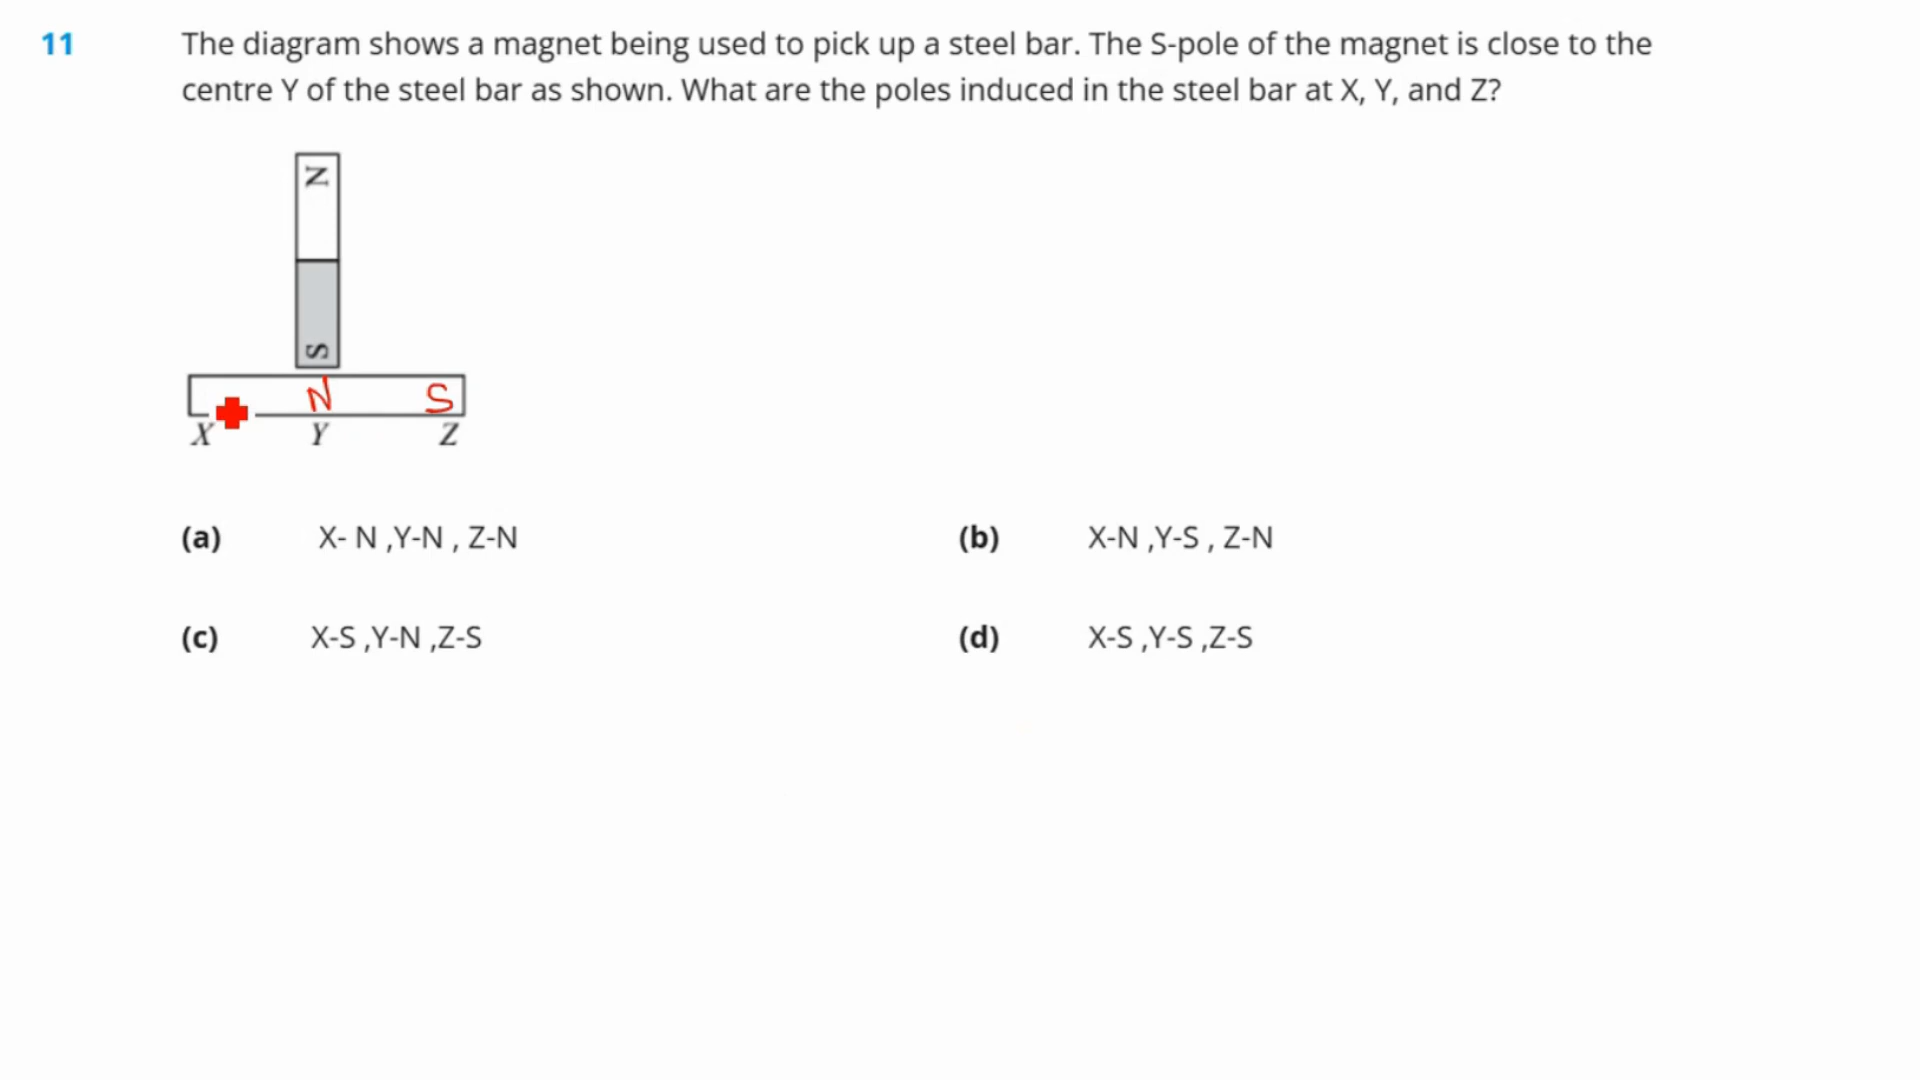 11 The diagram shows a magnet being used to pick up a steel bar. The S-pole of the magnet is close to the
centre Y of the steel bar as shown. What are the poles induced in the steel bar at X, Y, and Z?
N
S
N S
X Y Z
(a) X- N ,Y-N , Z-N (b) X-N ,Y-S , Z-N
(c) X-S ,Y-N ,Z-S (d) X-S ,Y-S ,Z-S